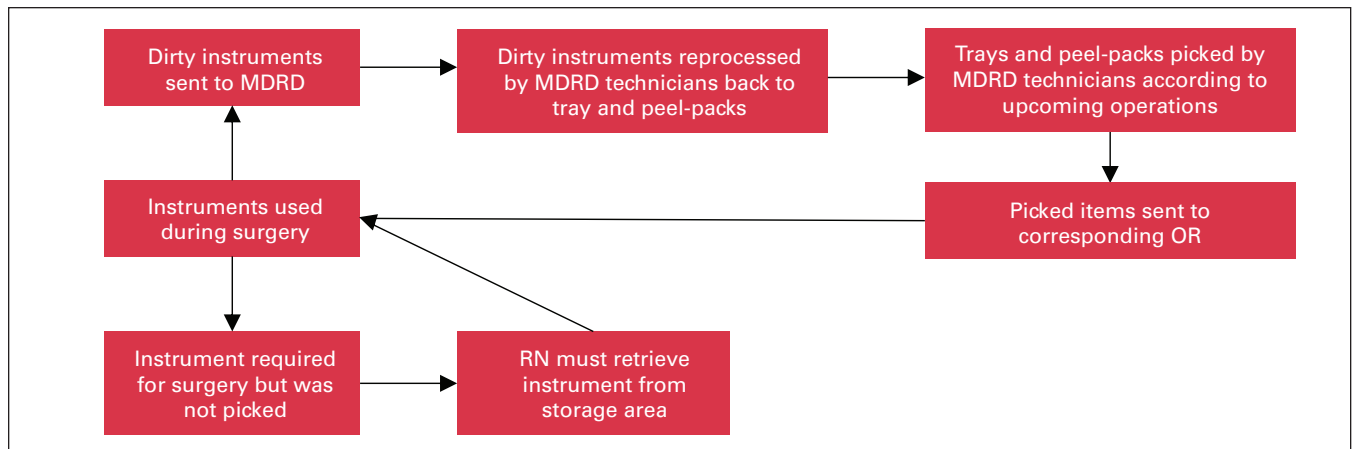 Dirty instruments
sent to MDRD
Dirty instruments reprocessed
by MDRD technicians back to
tray and peel-packs
Trays and peel-packs picked by
MDRD technicians according to
upcoming operations
Instruments used
during surgery
Picked items sent to
corresponding OR
Instrument required
for surgery but was
not picked
RN must retrieve
instrument from
storage area